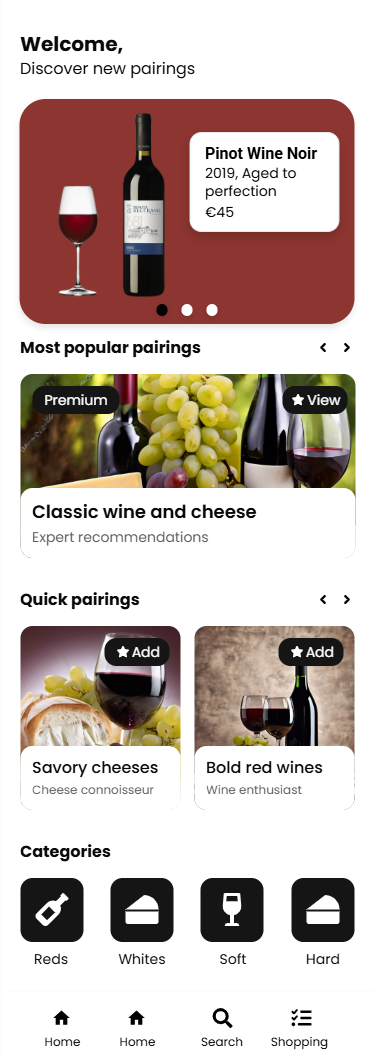 Welcome,
Discover new pairings
Pinot Wine Noir
2019, Aged to
perfection
€45
Most popular pairings
Premium
View
Classic wine and cheese
Expert recommendations
Quick pairings
Add
Add
Savory cheeses
Cheese connoisseur
Bold red wines
Wine enthusiast
Categories
Reds
Whites
Soft
Hard
Home
Home
Search
Shopping